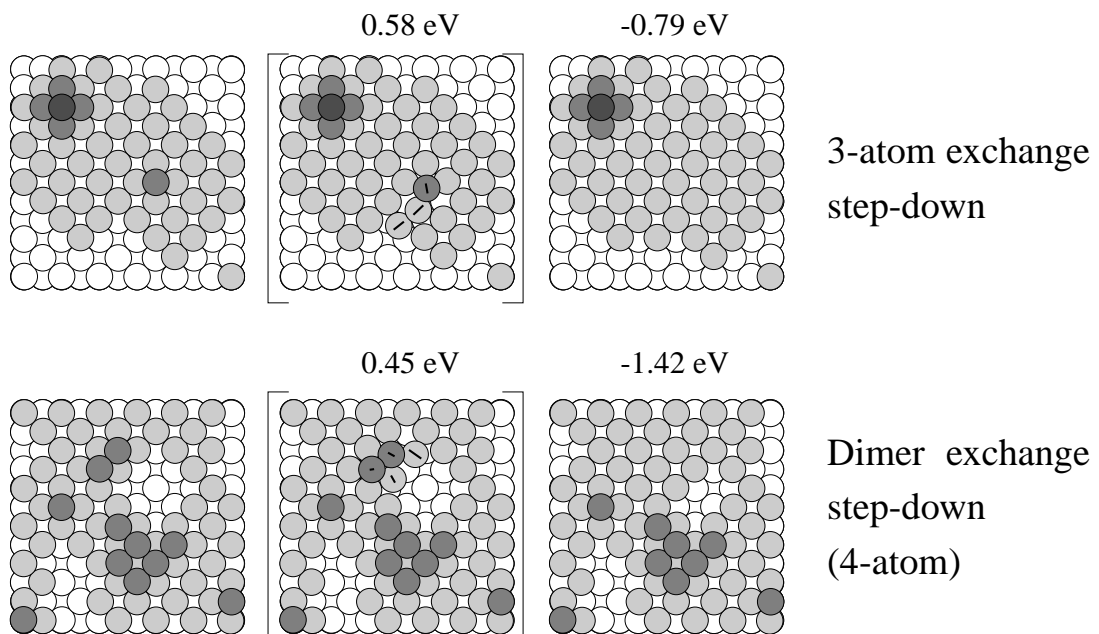 0.58 eV
-0.79 eV
3-atom exchange
step-down
0.45 eV
-1.42 eV
Dimer exchange
step-down
(4-atom)